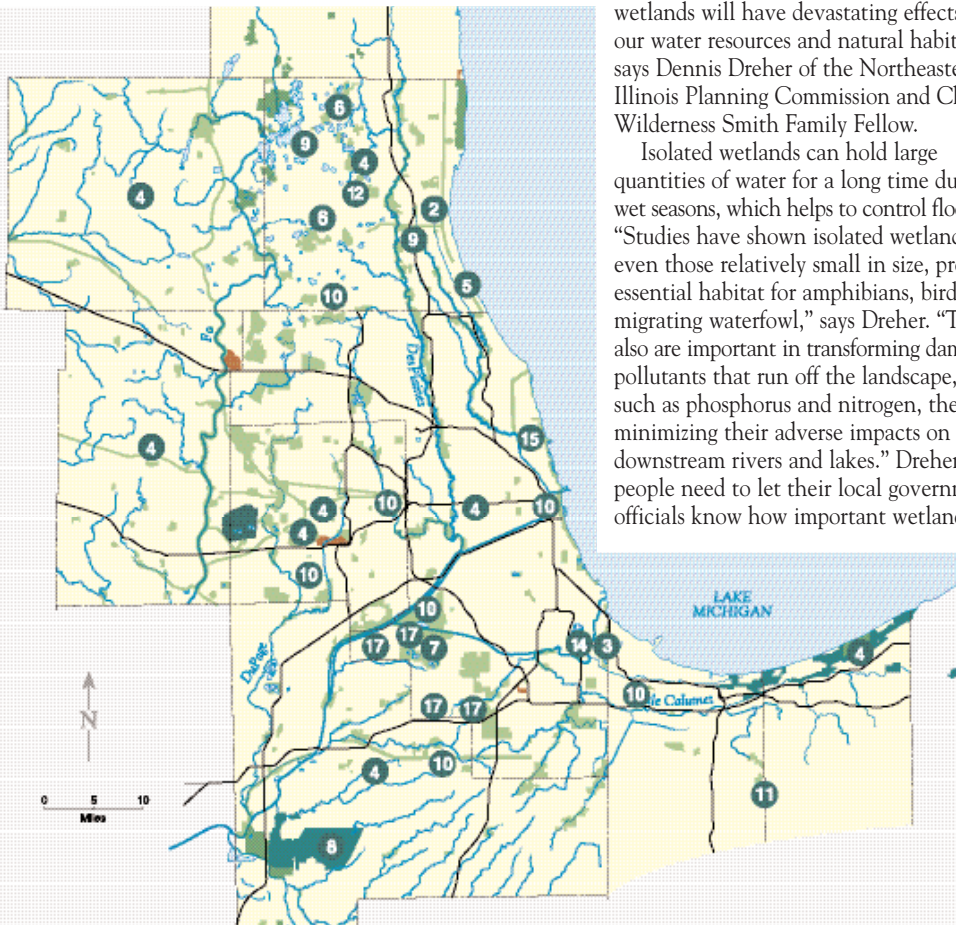 wetlands will have devastating effects
our water resources and natural habit
says Dennis Dreher of the Northeaste
Illinois Planning Commission and
Wilderness Smith Family Fellow.
Isolated wetlands can hold large
quantities of water for a long time du
wet seasons, which helps to control floo
“Studies have shown isolated wetland
even those relatively small in size, pro
essential habitat for amphibians, bird
migrating waterfowl,” says Dreher. “T
also are important in transforming dam
pollutants that run off the landscape,
such as phosphorus and nitrogen, the
minimizing their adverse impacts on
downstream rivers and lakes.” Dreher
people need to let their local governm
officials know how important wetland
6
9
4
4
12
2
6
9
5
10
Fo
Des Plaines
15
4
4
10
4
10
4
10
LAKE
MICHIGAN
10
17
17
7
14
3
4
DuPage
10
le Calumet
17
17
N
4
10
11
0 5 10
Miles
8